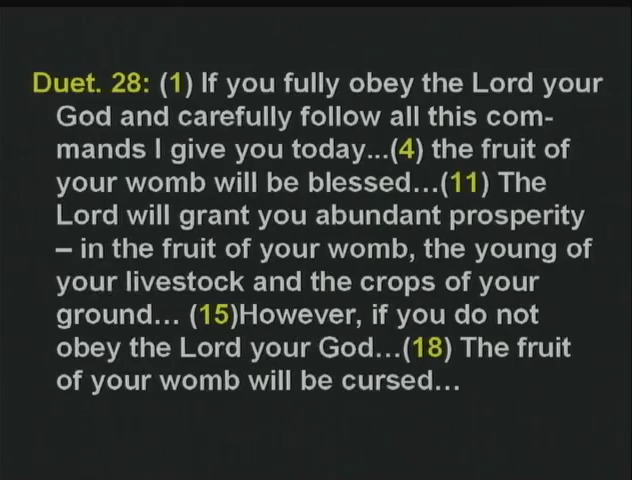 Duet. 28: (1) If you fully obey the Lord your
God and carefully follow all this com-
mands I give you today...(4) the fruit of
your womb will be blessed...(11) The
Lord will grant you abundant prosperity
– in the fruit of your womb, the young of
your livestock and the crops of your
ground... (15)However, if you do not
obey the Lord your God...(18) The fruit
of your womb will be cursed...